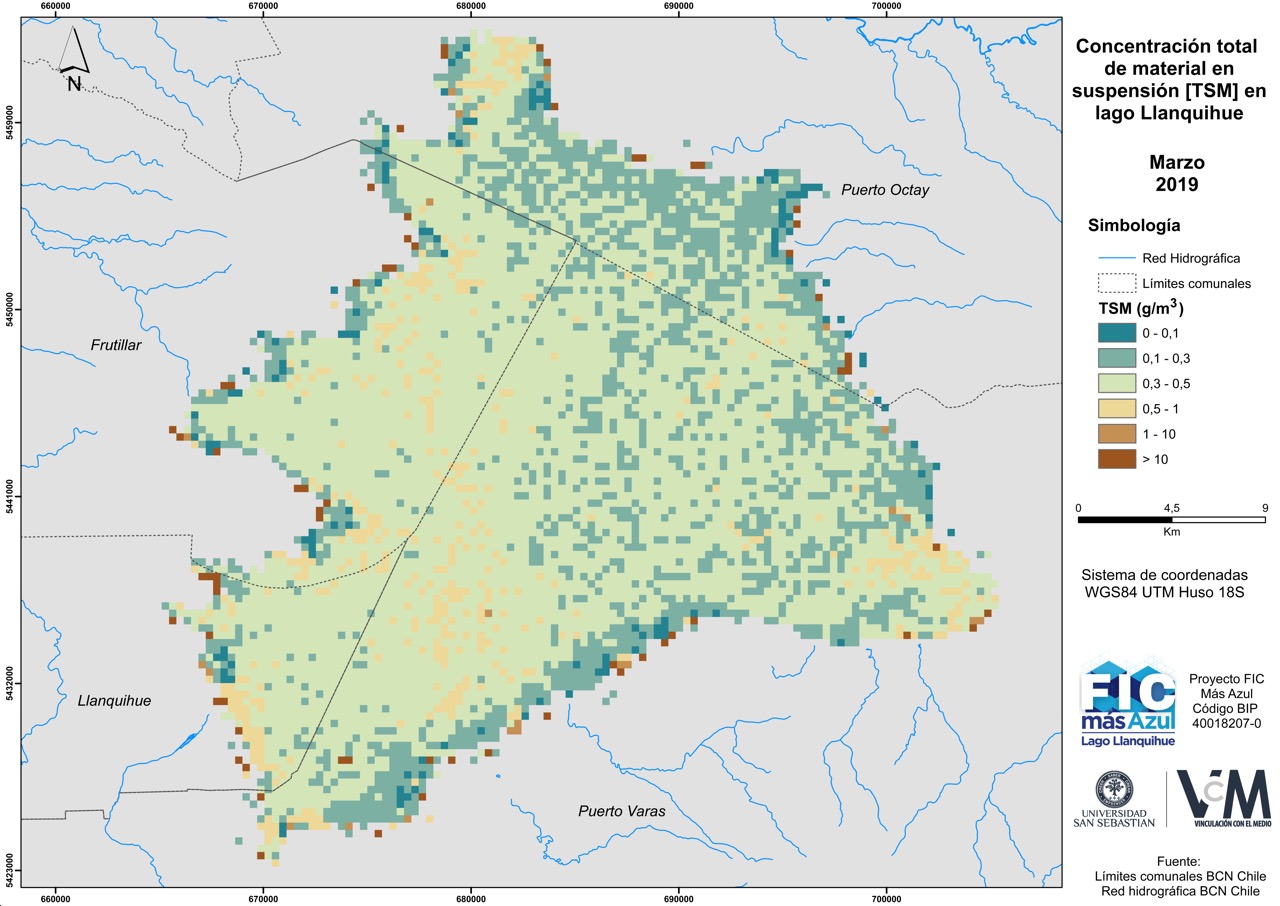 660000 670000 680000 690000 700000
Concentración total
de material en
suspensión [TSM] en
lago Llanquihue
Marzo
2019
N
5459000
5450000
5441000
5432000
5423000
Puerto Octay
Frutillar
Llanquihue
Puerto Varas
Simbología
Red Hidrográfica
Límites comunales
TSM (g/m³)
0 - 0,1
0,1 - 0,3
0,3 - 0,5
0,5 - 1
1 - 10
> 10
0 4,5 9
Km
Sistema de coordenadas
WGS84 UTM Huso 18S
FIC
másAzul
Lago Llanquihue
Proyecto FIC
Más Azul
Código BIP
40018207-0
UNIVERSIDAD
SAN SEBASTIAN
VcM
VINCULACIÓN CON EL MEDIO
Fuente:
Límites comunales BCN Chile
Red hidrográfica BCN Chile
660000 670000 680000 690000 700000